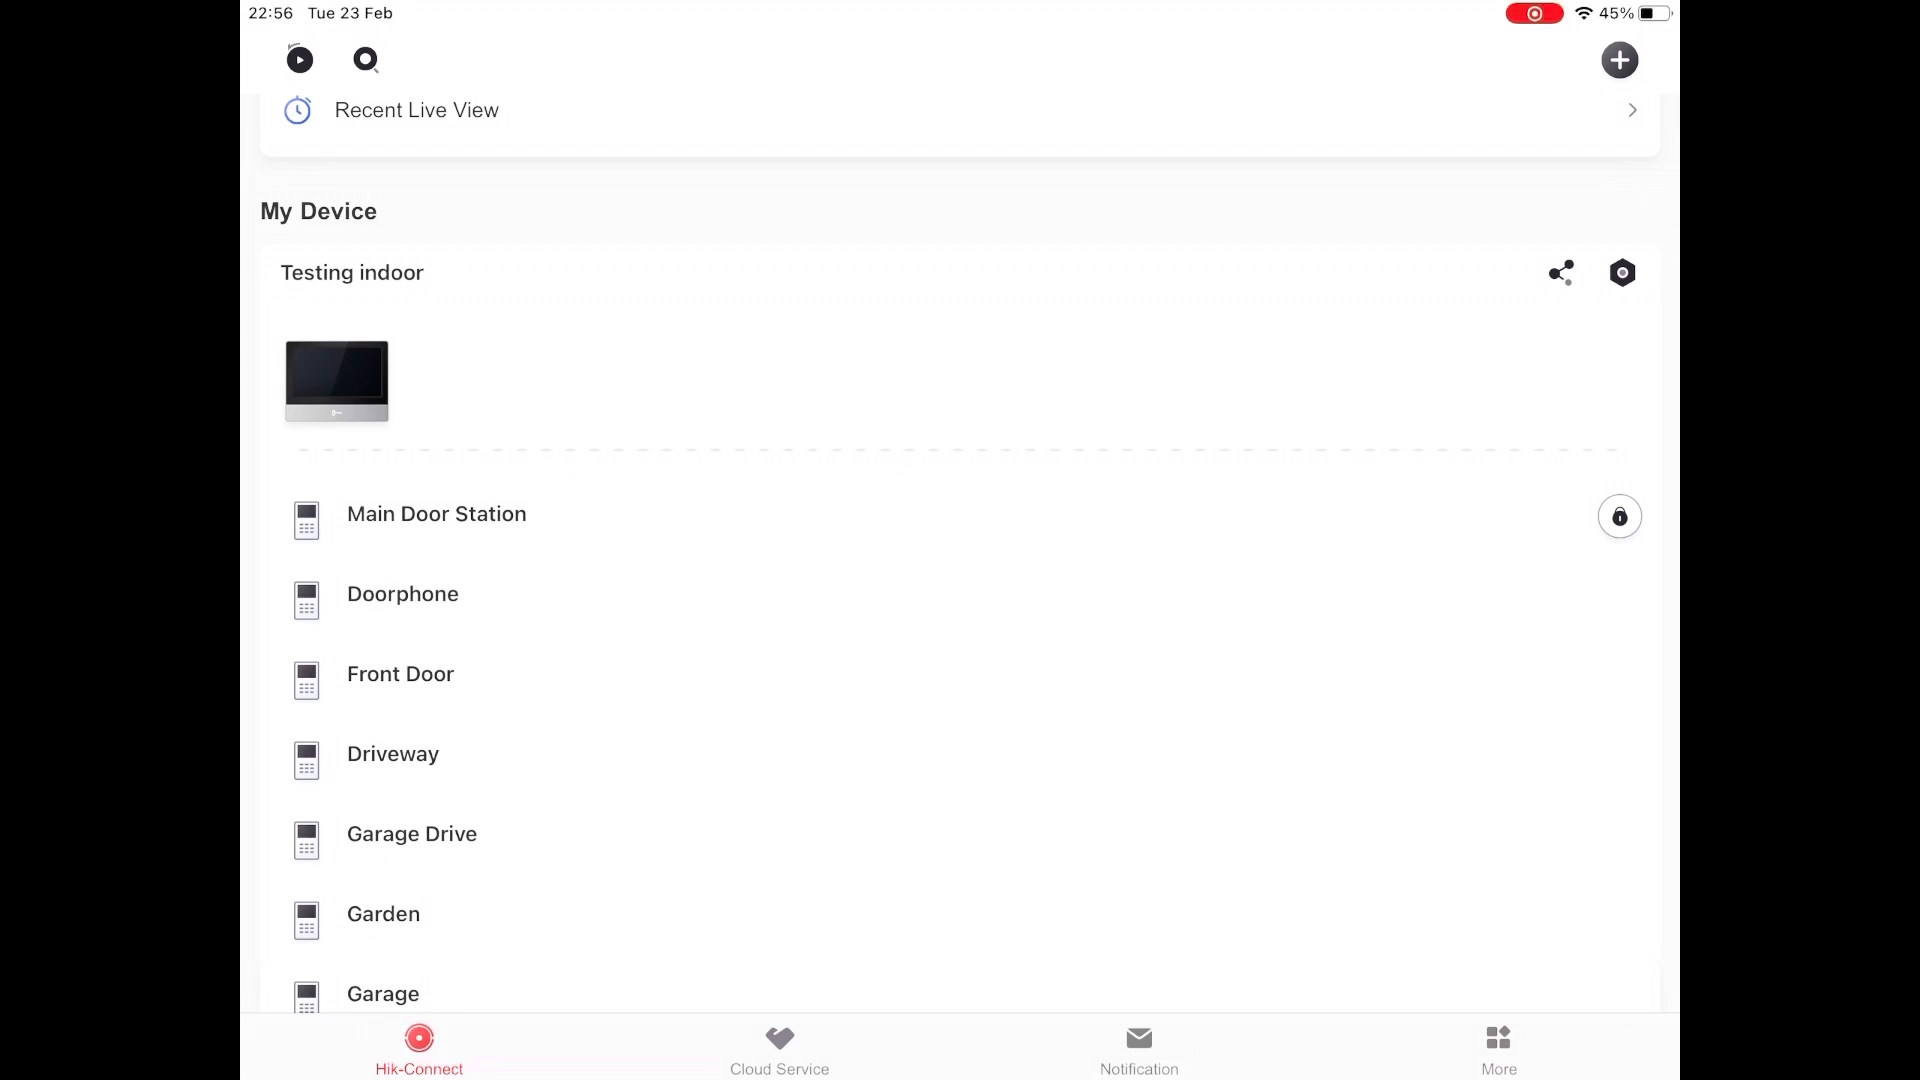 22:56 Tue 23 Feb
45%
Recent Live View
My Device
Testing indoor
Main Door Station
Doorphone
Front Door
Driveway
Garage Drive
Garden
Garage
Hik-Connect
Cloud Service
Notification
More